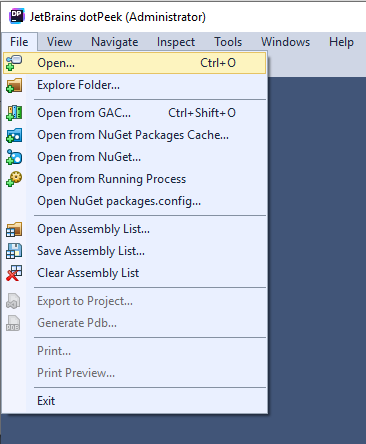 DP JetBrains dotPeek (Administrator)
File View Navigate Inspect Tools Windows Help
Open... Ctrl+O
Explore Folder...
Open from GAC... Ctrl+Shift+O
Open from NuGet Packages Cache...
Open from NuGet...
Open from Running Process
Open NuGet packages.config...
Open Assembly List...
Save Assembly List...
Clear Assembly List
Export to Project...
Generate Pdb...
Print...
Print Preview...
Exit